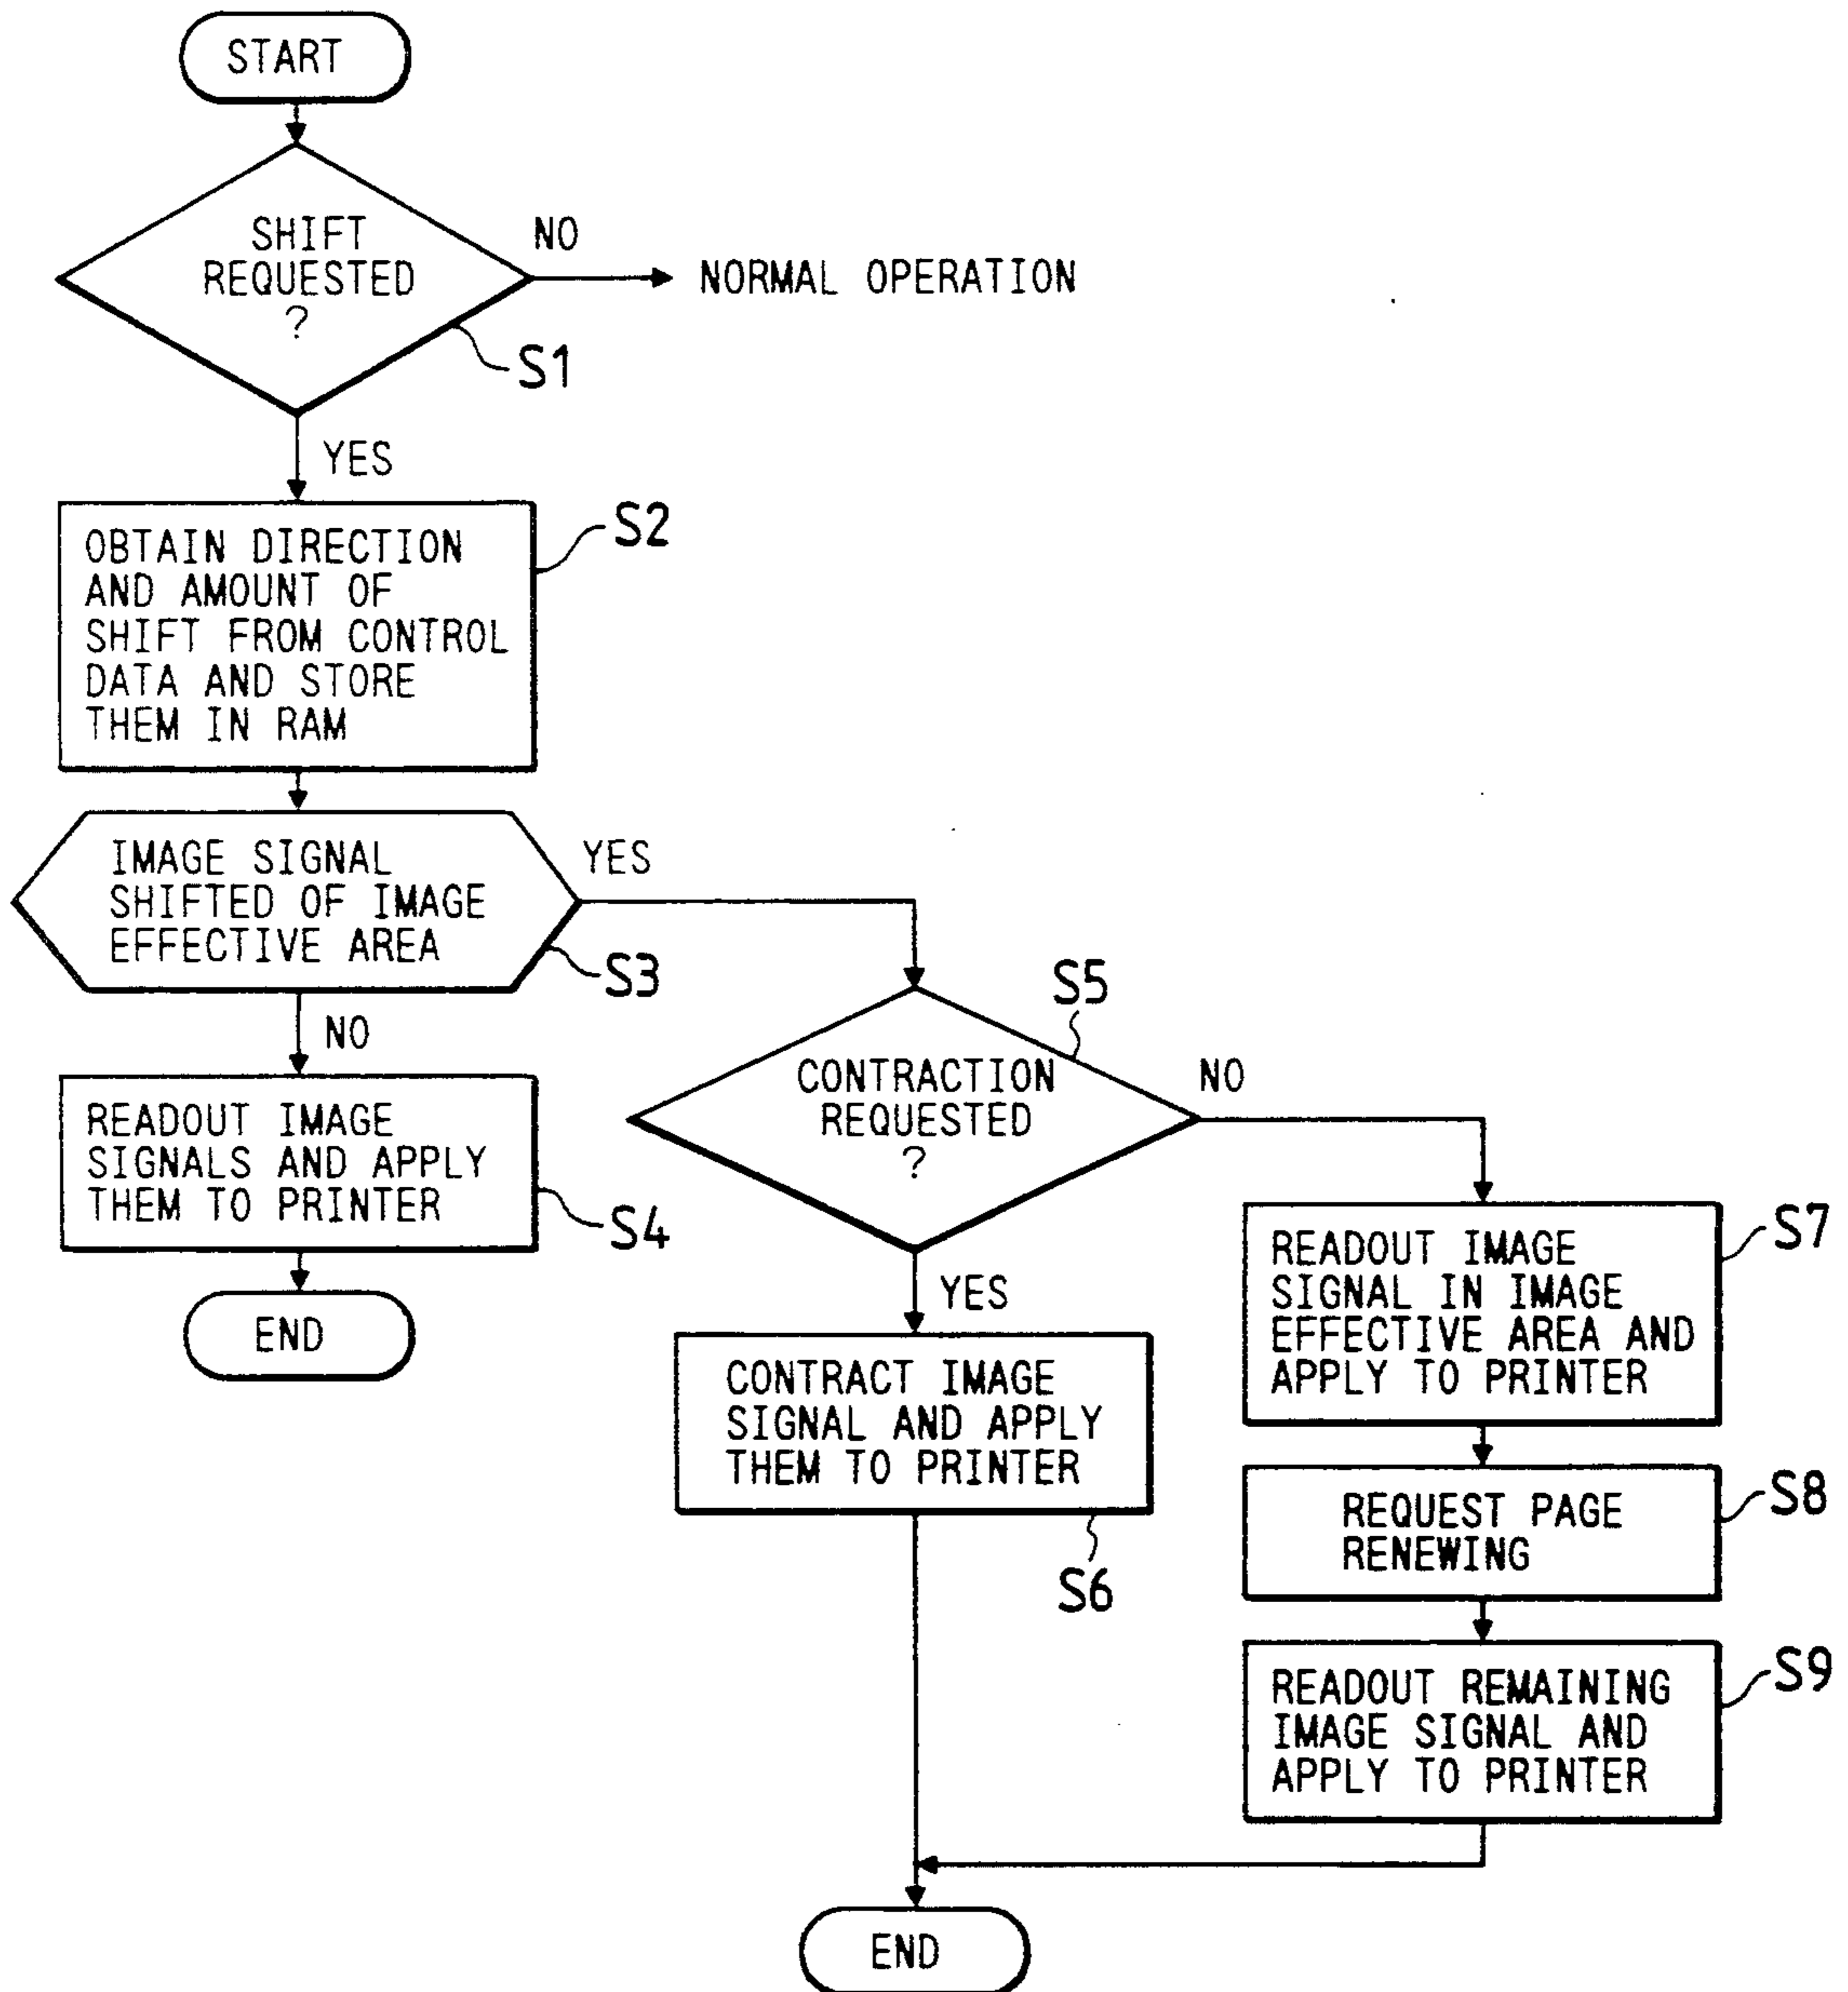 START
SHIFT
REQUESTED
?
NO
NORMAL OPERATION
S1
YES
OBTAIN DIRECTION
AND AMOUNT OF
SHIFT FROM CONTROL
DATA AND STORE
THEM IN RAM
S2
IMAGE SIGNAL
SHIFTED OF IMAGE
EFFECTIVE AREA
YES
S3
NO
READOUT IMAGE
SIGNALS AND APPLY
THEM TO PRINTER
S4
END
S5
CONTRACTION
REQUESTED
?
NO
YES
CONTRACT IMAGE
SIGNAL AND APPLY
THEM TO PRINTER
S6
READOUT IMAGE
SIGNAL IN IMAGE
EFFECTIVE AREA AND
APPLY TO PRINTER
S7
REQUEST PAGE
RENEWING
S8
READOUT REMAINING
IMAGE SIGNAL AND
APPLY TO PRINTER
S9
END